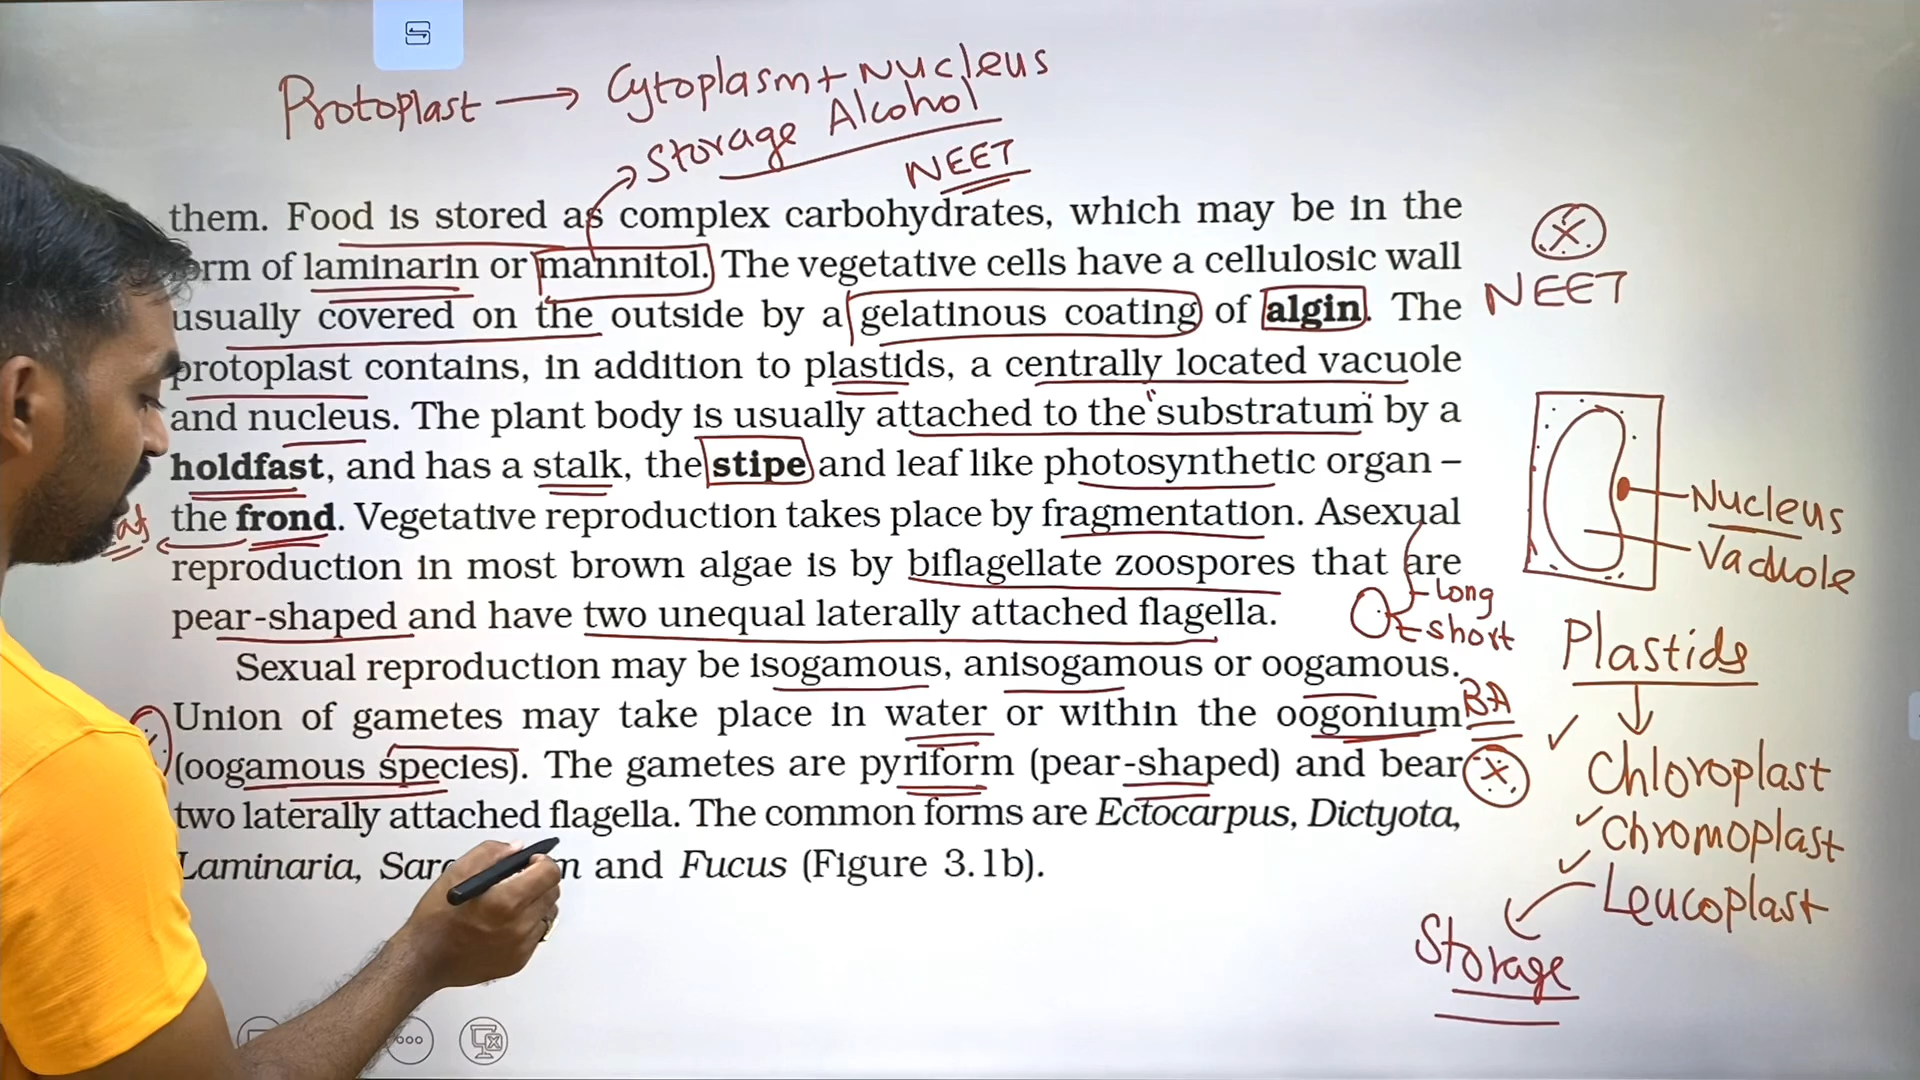 Protoplast → Cytoplasm + Nucleus
Storage Alcohol
NEET
them. Food is stored as complex carbohydrates, which may be in the
of laminarin or mannitol. The vegetative cells have a cellulosic wall
usually covered on the outside by a gelatinous coating of algin. The
protoplast contains, in addition to plastids, a centrally located vacuole
and nucleus. The plant body is usually attached to the "substratum" by a
holdfast, and has a stalk, the stipe and leaf like photosynthetic organ –
the frond. Vegetative reproduction takes place by fragmentation. Asexual
reproduction in most brown algae is by biflagellate zoospores that are
pear-shaped and have two unequal laterally attached flagella.
Sexual reproduction may be isogamous, anisogamous or oogamous.
Union of gametes may take place in water or within the oogonium
(oogamous species). The gametes are pyriform (pear-shaped) and bear
two laterally attached flagella. The common forms are Ectocarpus, Dictyota,
Laminaria, and Fucus (Figure 3.1b).
NEET
Nucleus
Vacuole
Long
short
BA
Plastids
Chloroplast
Chromoplast
Leucoplast
Storage